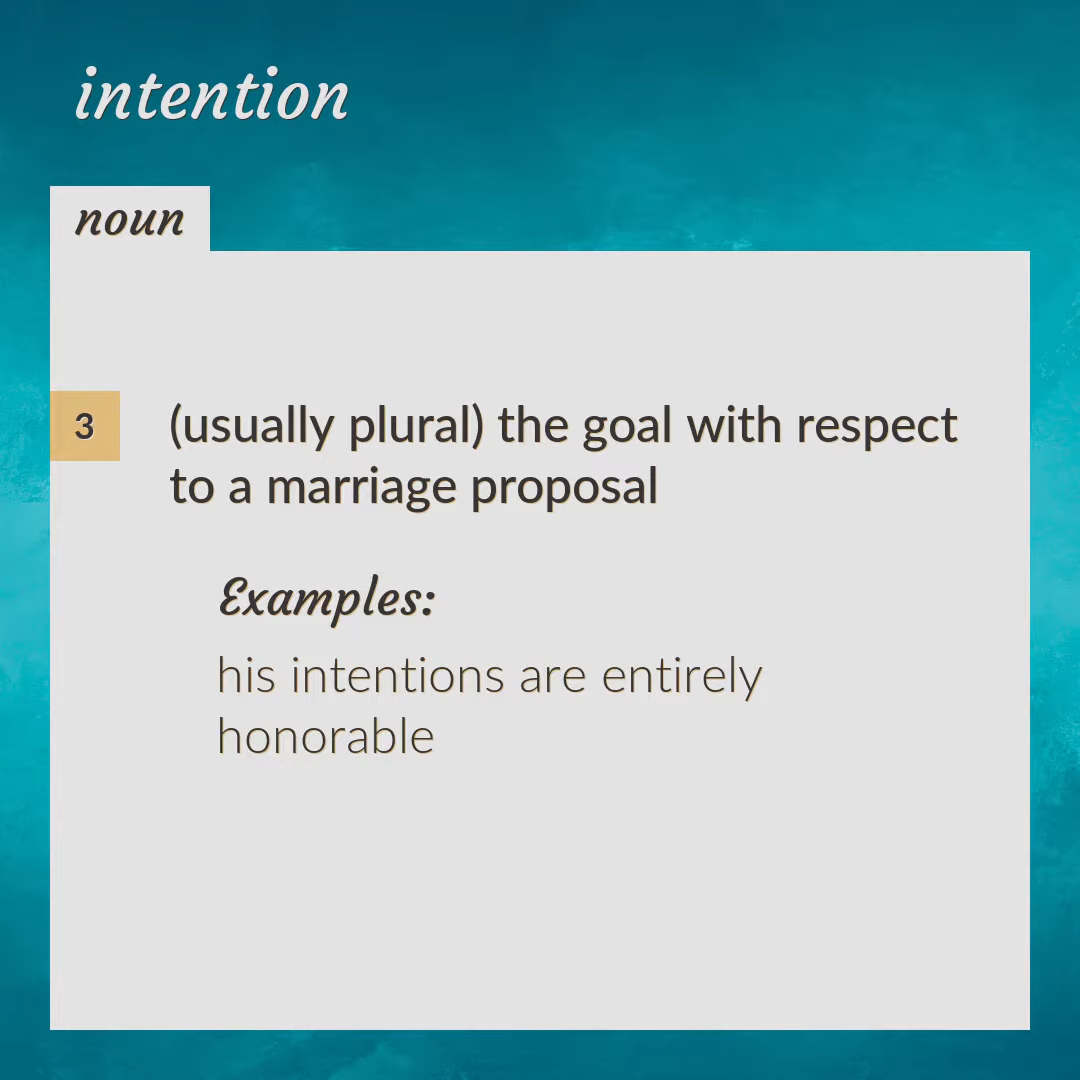 intention
noun
3
(usually plural) the goal with respect
to a marriage proposal
Examples:
his intentions are entirely
honorable